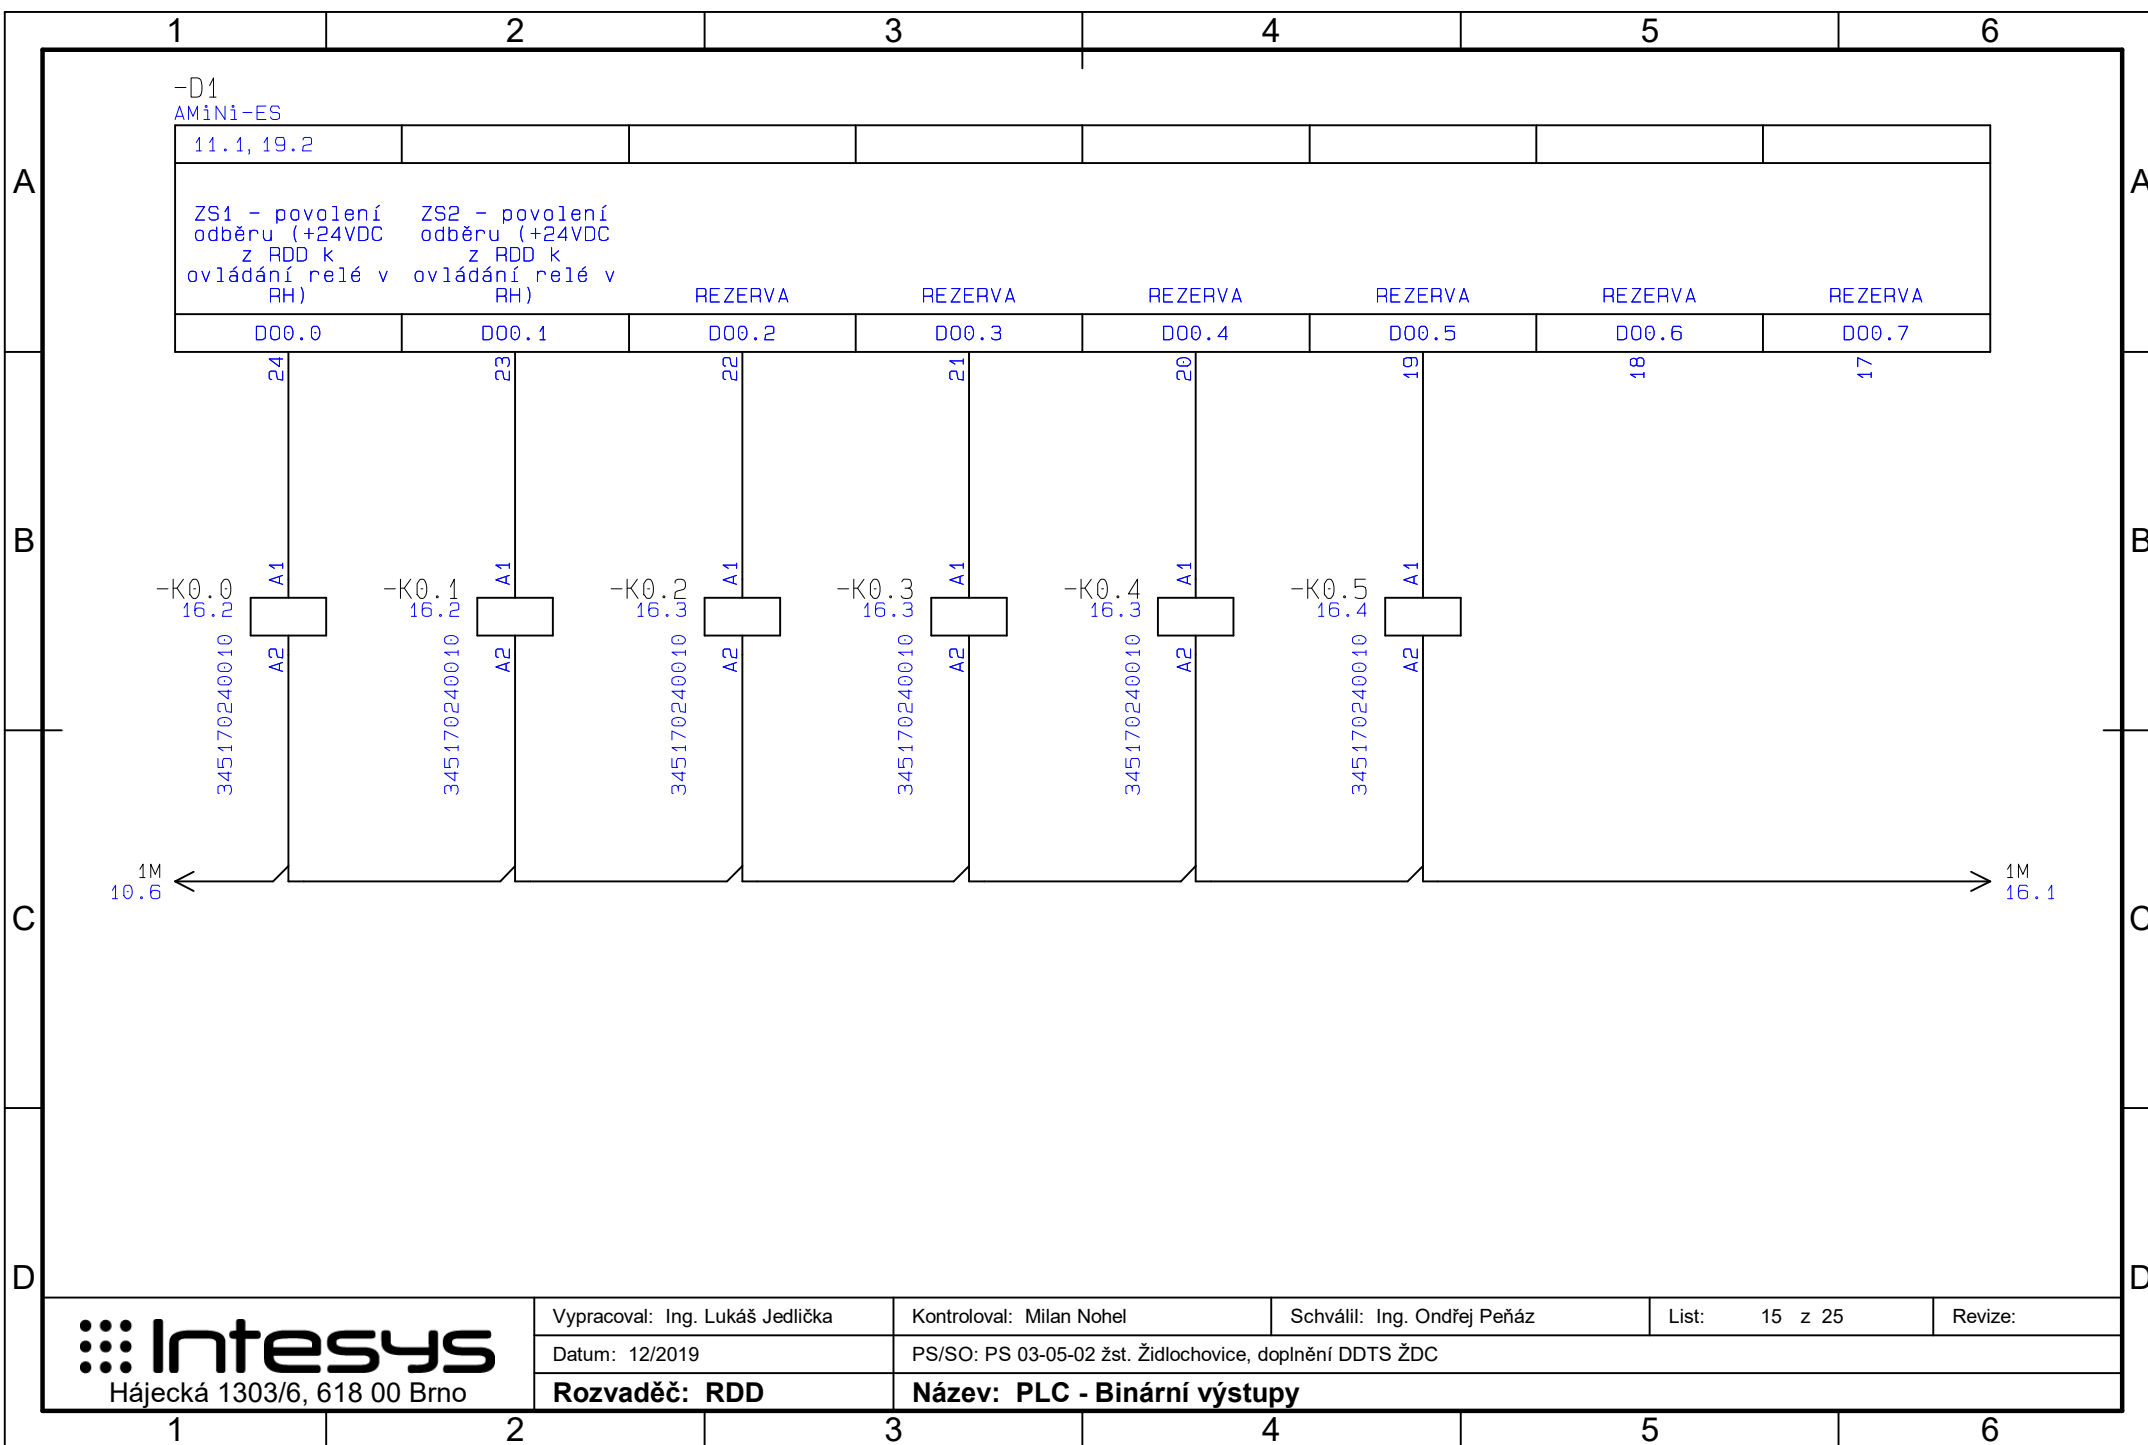 1 2 3 4 5 6
-D1
AMiNi-ES
11.1, 19.2
A A
ZS1 - povolení odběru (+24VDC z RDD k ovládání relé v RH)
ZS2 - povolení odběru (+24VDC z RDD k ovládání relé v RH)
REZERVA REZERVA REZERVA REZERVA REZERVA REZERVA
DO0.0 DO0.1 DO0.2 DO0.3 DO0.4 DO0.5 DO0.6 DO0.7
24 23 22 21 20 19 18 17
B B
A1 A1 A1 A1 A1 A1
-K0.0 -K0.1 -K0.2 -K0.3 -K0.4 -K0.5
16.2 16.2 16.3 16.3 16.3 16.4
A2 A2 A2 A2 A2 A2
345170240010 345170240010 345170240010 345170240010 345170240010 345170240010
1M 1M
10.6 16.1
C C
D D
Intesys
Hájecká 1303/6, 618 00 Brno
Vypracoval: Ing. Lukáš Jedlička Kontroloval: Milan Nohel Schválil: Ing. Ondřej Peňáz List: 15 z 25 Revize:
Datum: 12/2019 PS/SO: PS 03-05-02 žst. Židlochovice, doplnění DDTS ŽDC
Rozvaděč: RDD Název: PLC - Binární výstupy
1 2 3 4 5 6